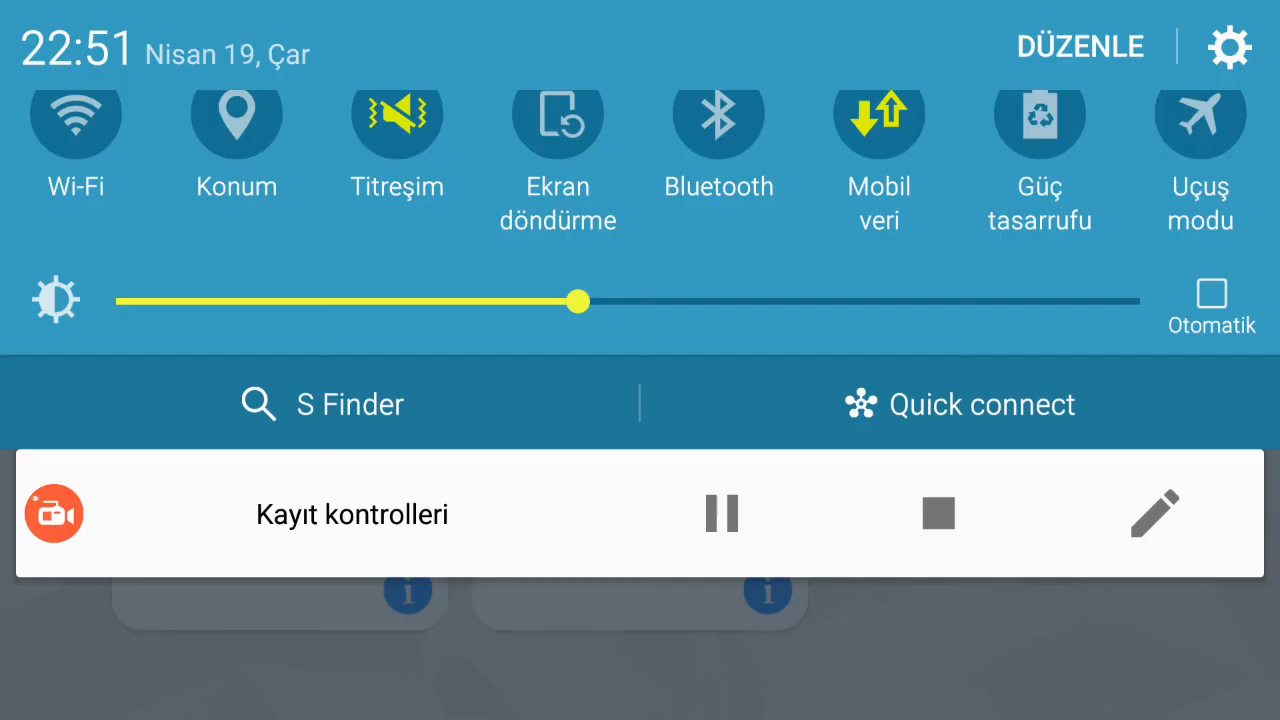 22:51 Nisan 19, Çar
DÜZENLE
Wi-Fi
Konum
Titreşim
Ekran
döndürme
Bluetooth
Mobil
veri
Güç
tasarrufu
Uçuş
modu
Otomatik
S Finder
Quick connect
Kayıt kontrolleri